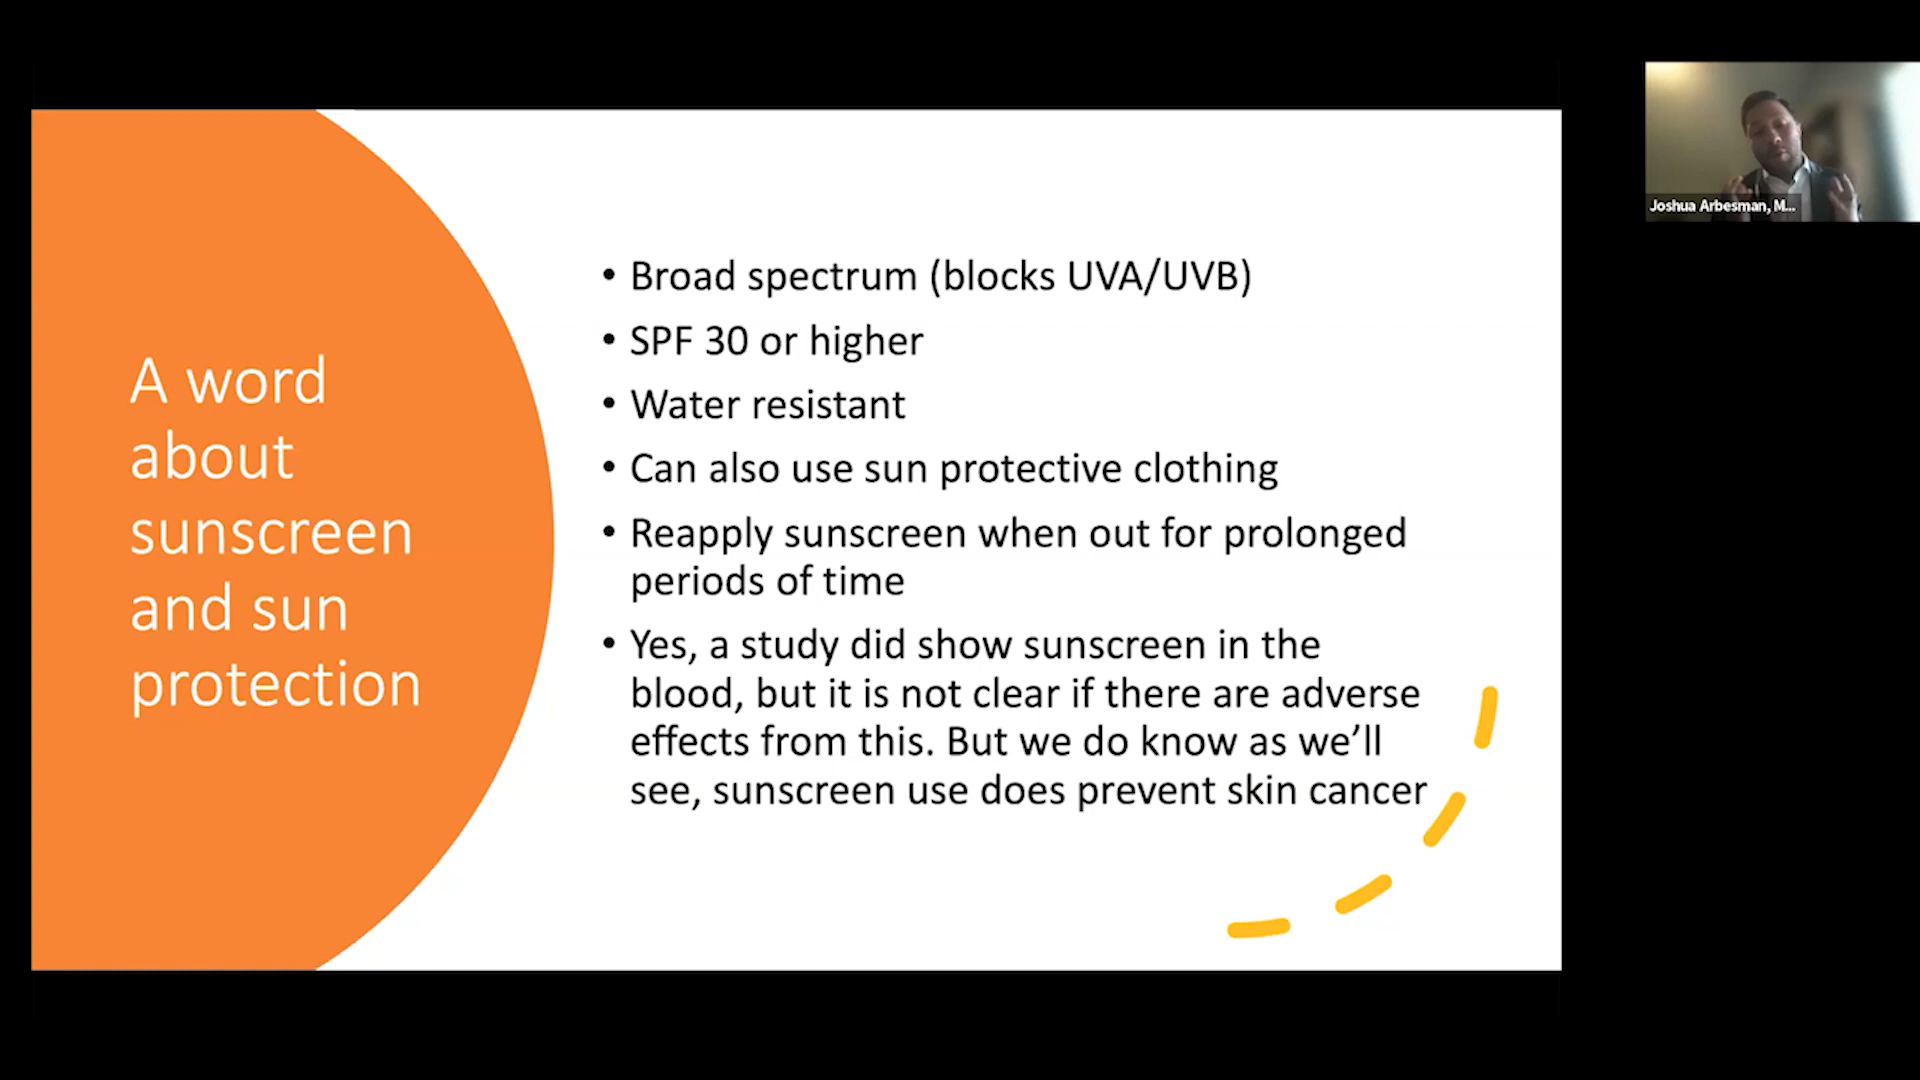 A word
about
sunscreen
and sun
protection
• Broad spectrum (blocks UVA/UVB)
• SPF 30 or higher
• Water resistant
• Can also use sun protective clothing
• Reapply sunscreen when out for prolonged
periods of time
• Yes, a study did show sunscreen in the
blood, but it is not clear if there are adverse
effects from this. But we do know as we’ll
see, sunscreen use does prevent skin cancer
Joshua Arbesman, M...